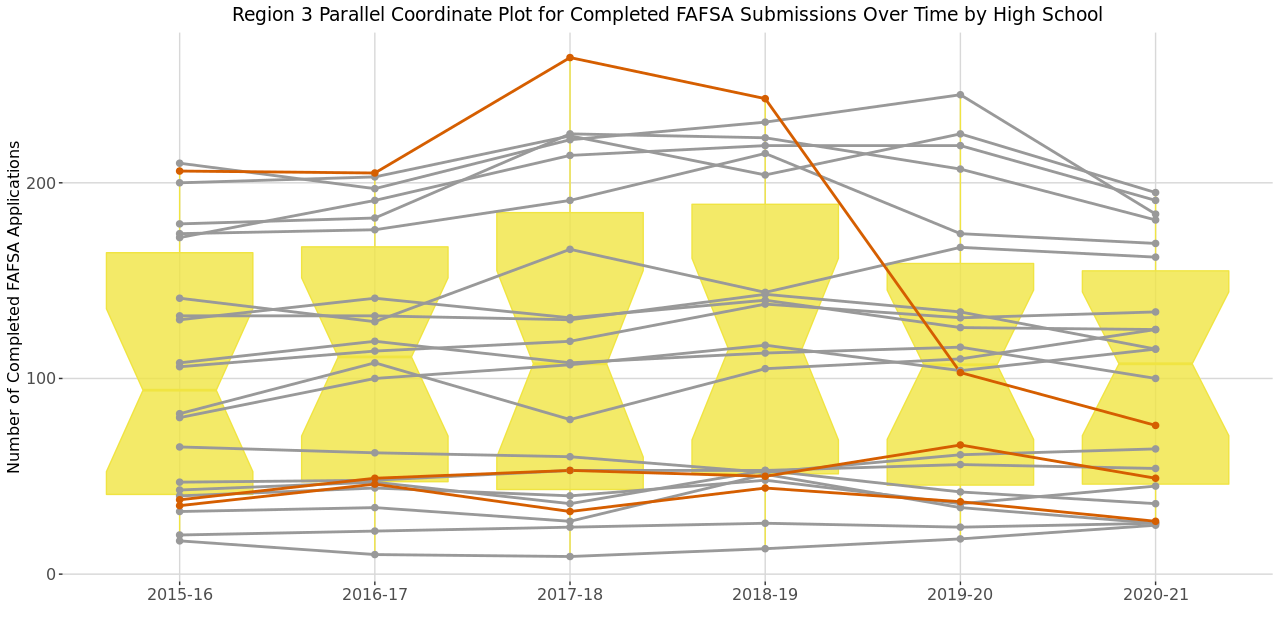 Region 3 Parallel Coordinate Plot for Completed FAFSA Submissions Over Time by High School
Number of Completed FAFSA Applications
200
100
0
2015-16 2016-17 2017-18 2018-19 2019-20 2020-21